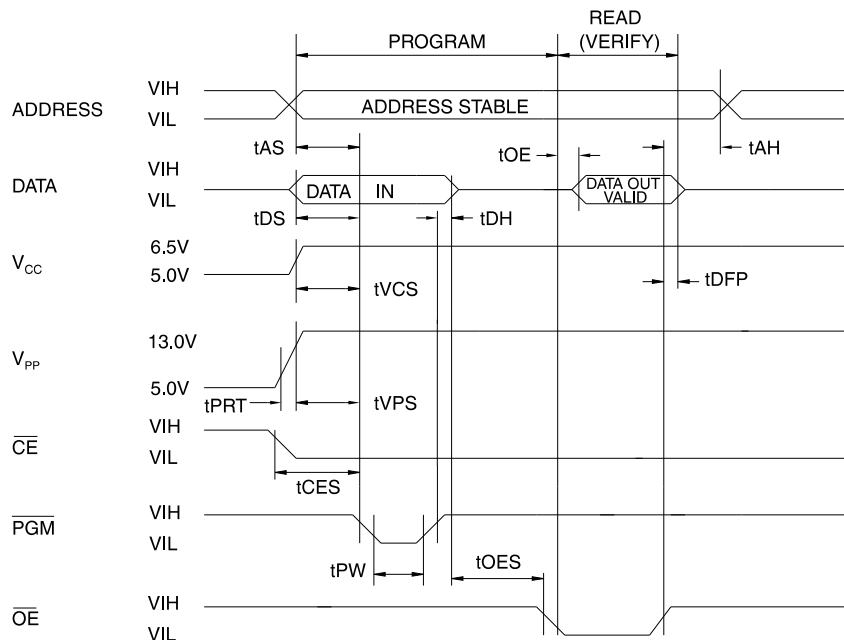 READ
PROGRAM (VERIFY)
ADDRESS VIH ADDRESS STABLE
VIL
tAS tOE tAH
DATA VIH DATA IN DATA OUT
VIL VALID
tDS tDH
VCC 6.5V
5.0V tVCS tDFP
VPP 13.0V
5.0V
tPRT tVPS
CE VIH
VIL
tCES
PGM VIH
VIL
tPW tOES
OE VIH
VIL